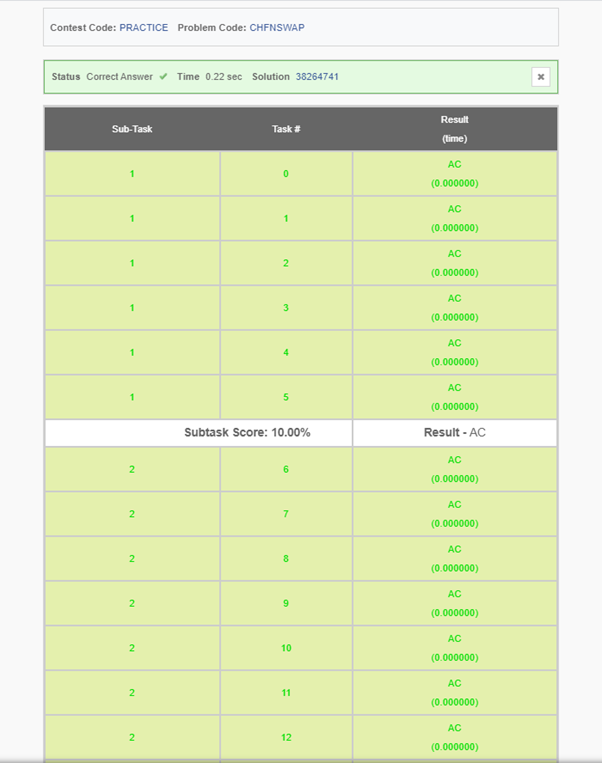 Contest Code: PRACTICE Problem Code: CHFNSWAP
Status Correct Answer ✔ Time 0.22 sec Solution 38264741 ✖
Sub-Task Task # Result
(time)
1 0 AC
(0.000000)
1 1 AC
(0.000000)
1 2 AC
(0.000000)
1 3 AC
(0.000000)
1 4 AC
(0.000000)
1 5 AC
(0.000000)
Subtask Score: 10.00% Result - AC
2 6 AC
(0.000000)
2 7 AC
(0.000000)
2 8 AC
(0.000000)
2 9 AC
(0.000000)
2 10 AC
(0.000000)
2 11 AC
(0.000000)
2 12 AC
(0.000000)